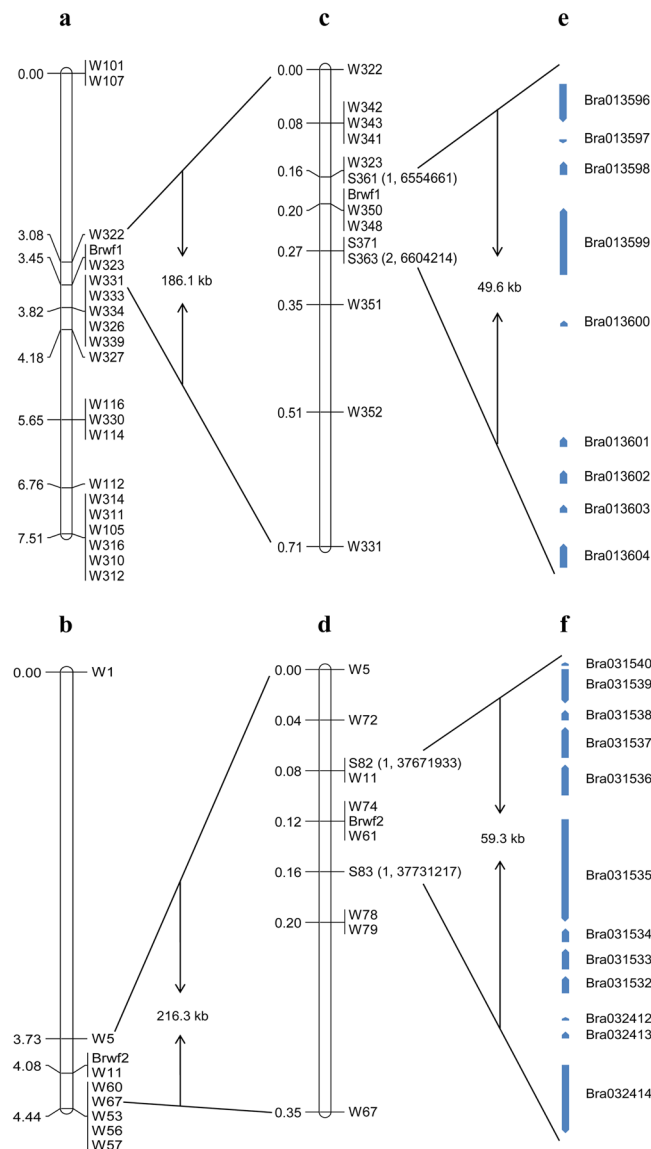 a
0.00
W101
W107
3.08
W322
3.45
Brwf1
W323
3.82
W331
W333
W334
W326
W339
4.18
W327
5.65
W116
W330
W114
6.76
W112
7.51
W314
W311
W105
W316
W310
W312
186.1 kb
c
0.00
W322
0.08
W342
W343
W341
0.16
W323
S361 (1, 6554661)
0.20
Brwf1
W350
W348
0.27
S371
S363 (2, 6604214)
0.35
W351
0.51
W352
0.71
W331
49.6 kb
e
Bra013596
Bra013597
Bra013598
Bra013599
Bra013600
Bra013601
Bra013602
Bra013603
Bra013604
b
0.00
W1
3.73
W5
4.08
Brwf2
W11
4.44
W60
W67
W53
W56
W57
216.3 kb
d
0.00
W5
0.04
W72
0.08
S82 (1, 37671933)
W11
0.12
W74
Brwf2
W61
0.16
S83 (1, 37731217)
0.20
W78
W79
0.35
W67
59.3 kb
f
Bra031540
Bra031539
Bra031538
Bra031537
Bra031536
Bra031535
Bra031534
Bra031533
Bra031532
Bra032412
Bra032413
Bra032414